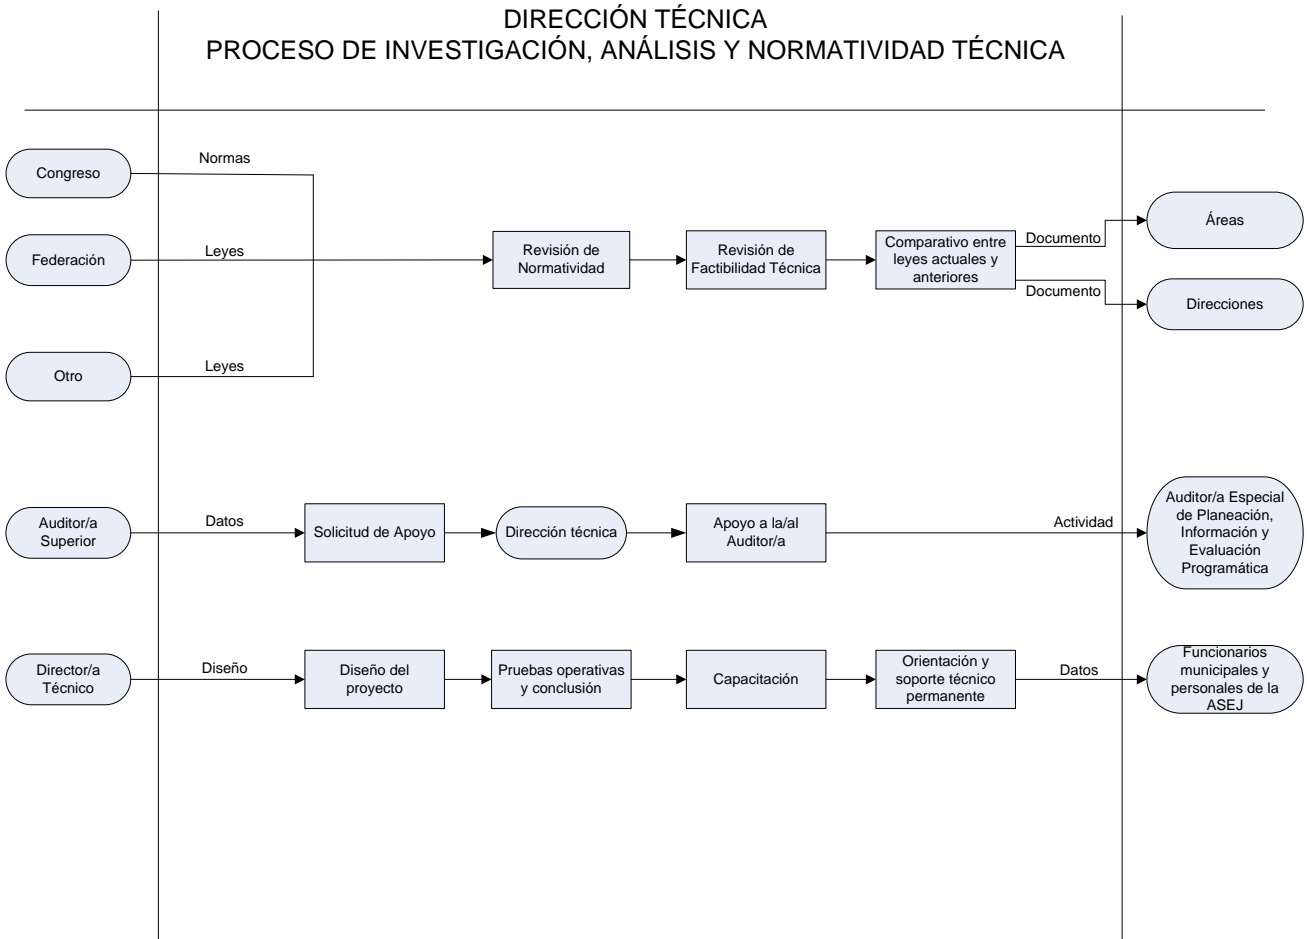 DIRECCIÓN TÉCNICA
PROCESO DE INVESTIGACIÓN, ANÁLISIS Y NORMATIVIDAD TÉCNICA
Congreso
Normas
Federación
Leyes
Otro
Leyes
Revisión de
Normatividad
Revisión de
Factibilidad Técnica
Comparativo entre
leyes actuales y
anteriores
Documento
Documento
Áreas
Direcciones
Auditor/a
Superior
Datos
Solicitud de Apoyo
Dirección técnica
Apoyo a la/al
Auditor/a
Actividad
Auditor/a Especial
de Planeación,
Información y
Evaluación
Programática
Director/a
Técnico
Diseño
Diseño del
proyecto
Pruebas operativas
y conclusión
Capacitación
Orientación y
soporte técnico
permanente
Datos
Funcionarios
municipales y
personales de la
ASEJ